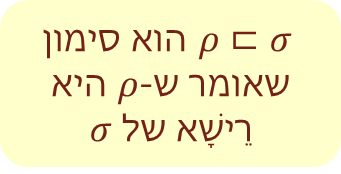 ρ ⊏ σ הוא סימון
שאומר ש-ρ היא
רֵישָׁא של σ